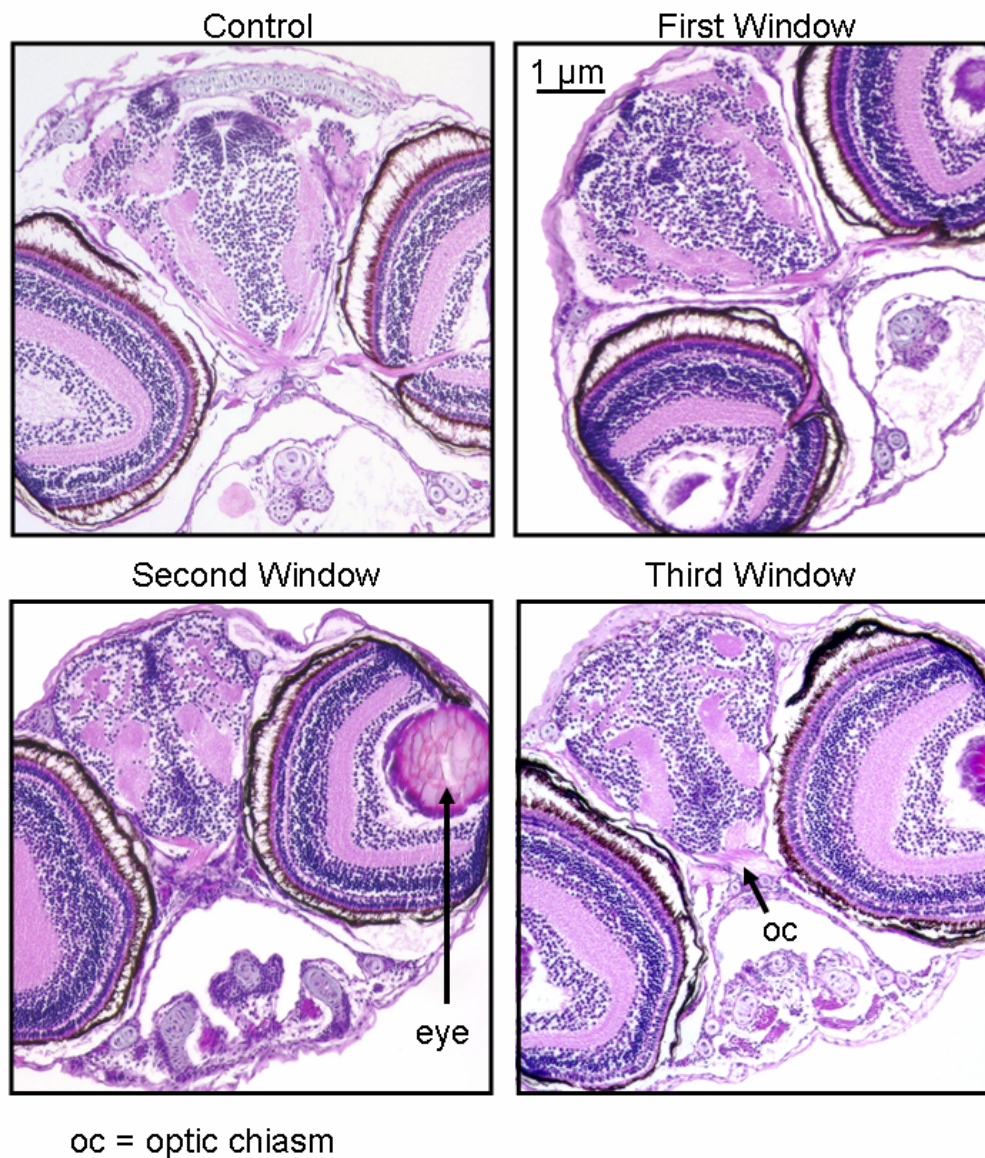 Control
First Window
1 µm
Second Window
Third Window
eye
oc
oc = optic chiasm